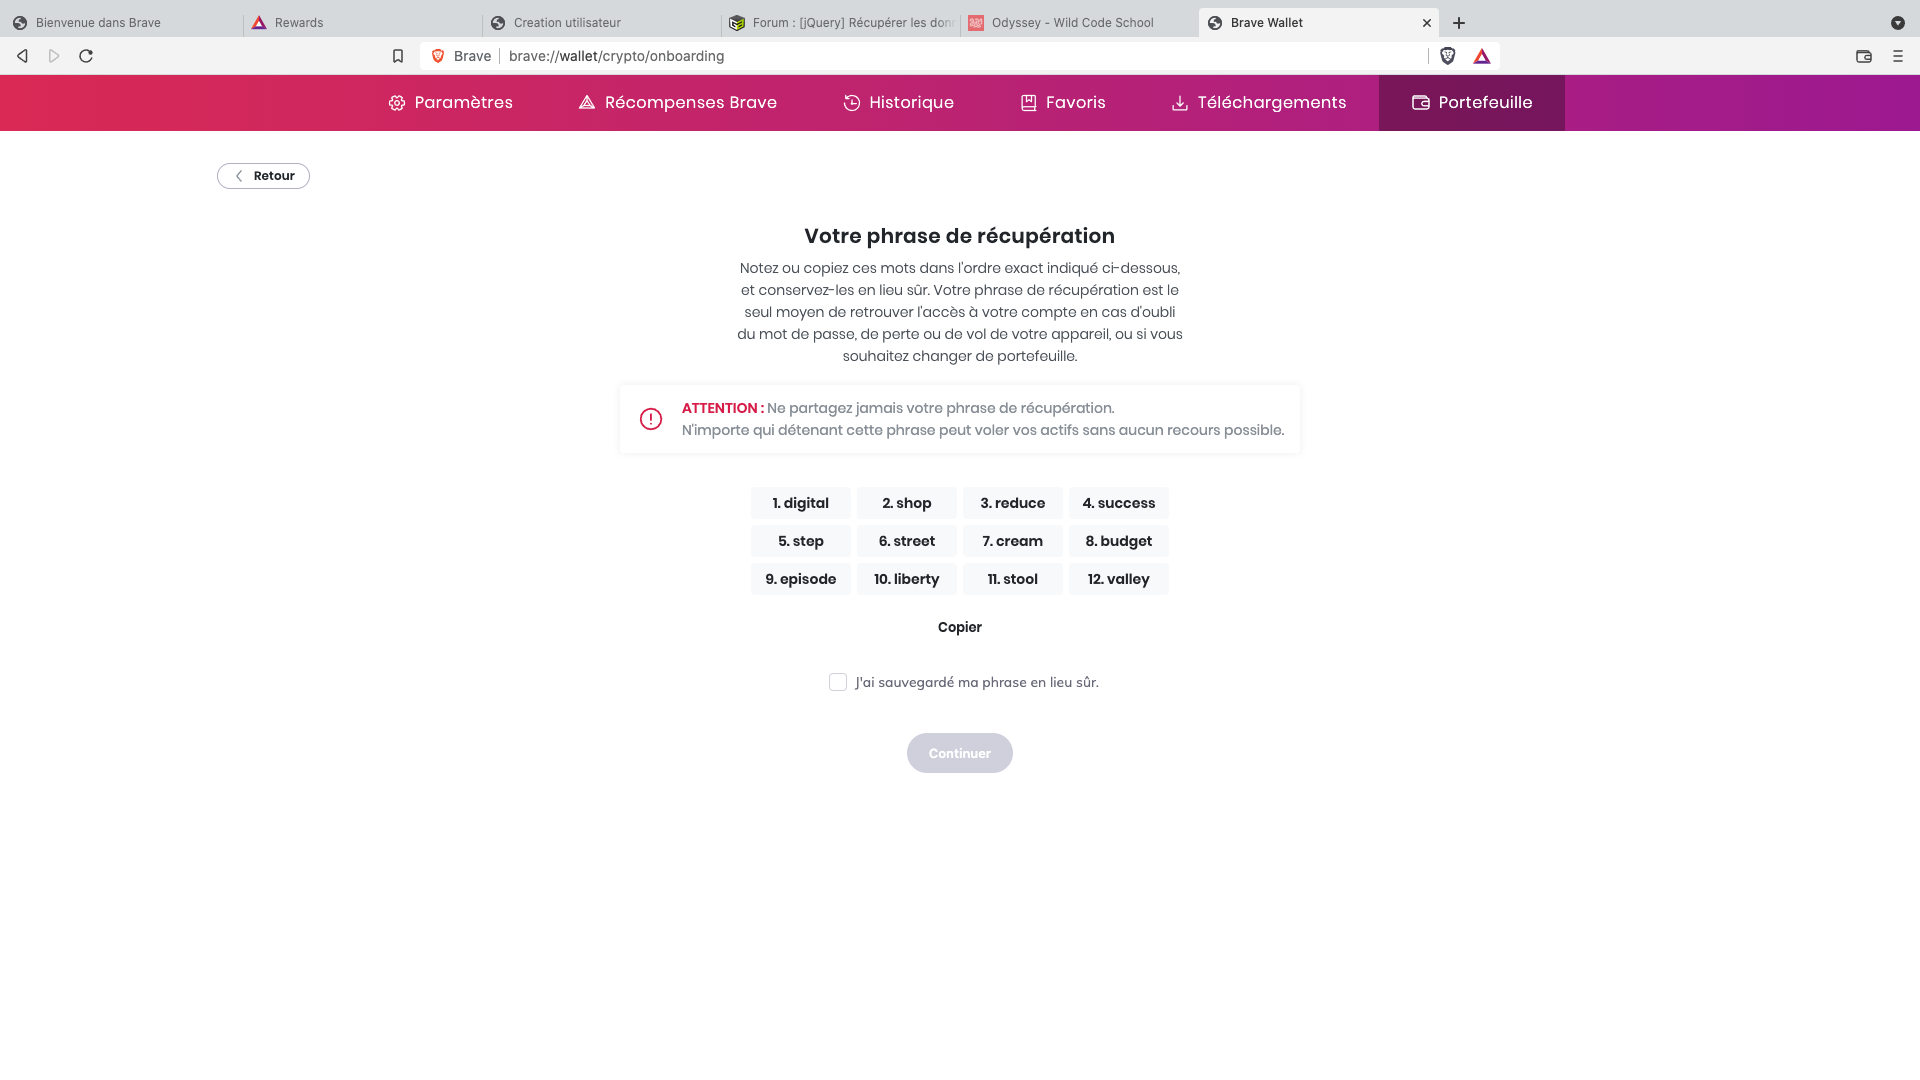 Bienvenue dans Brave
Rewards
Creation utilisateur
Forum : [jQuery] Récupérer les don
Odyssey - Wild Code School
Brave Wallet
Brave
brave://wallet/crypto/onboarding
Paramètres
Récompenses Brave
Historique
Favoris
Téléchargements
Portefeuille
Retour
Votre phrase de récupération
Notez ou copiez ces mots dans l'ordre exact indiqué ci-dessous,
et conservez-les en lieu sûr. Votre phrase de récupération est le
seul moyen de retrouver l'accès à votre compte en cas d'oubli
du mot de passe, de perte ou de vol de votre appareil, ou si vous
souhaitez changer de portefeuille.
ATTENTION : Ne partagez jamais votre phrase de récupération.
N'importe qui détenant cette phrase peut voler vos actifs sans aucun recours possible.
1. digital 2. shop 3. reduce 4. success
5. step 6. street 7. cream 8. budget
9. episode 10. liberty 11. stool 12. valley
Copier
J'ai sauvegardé ma phrase en lieu sûr.
Continuer